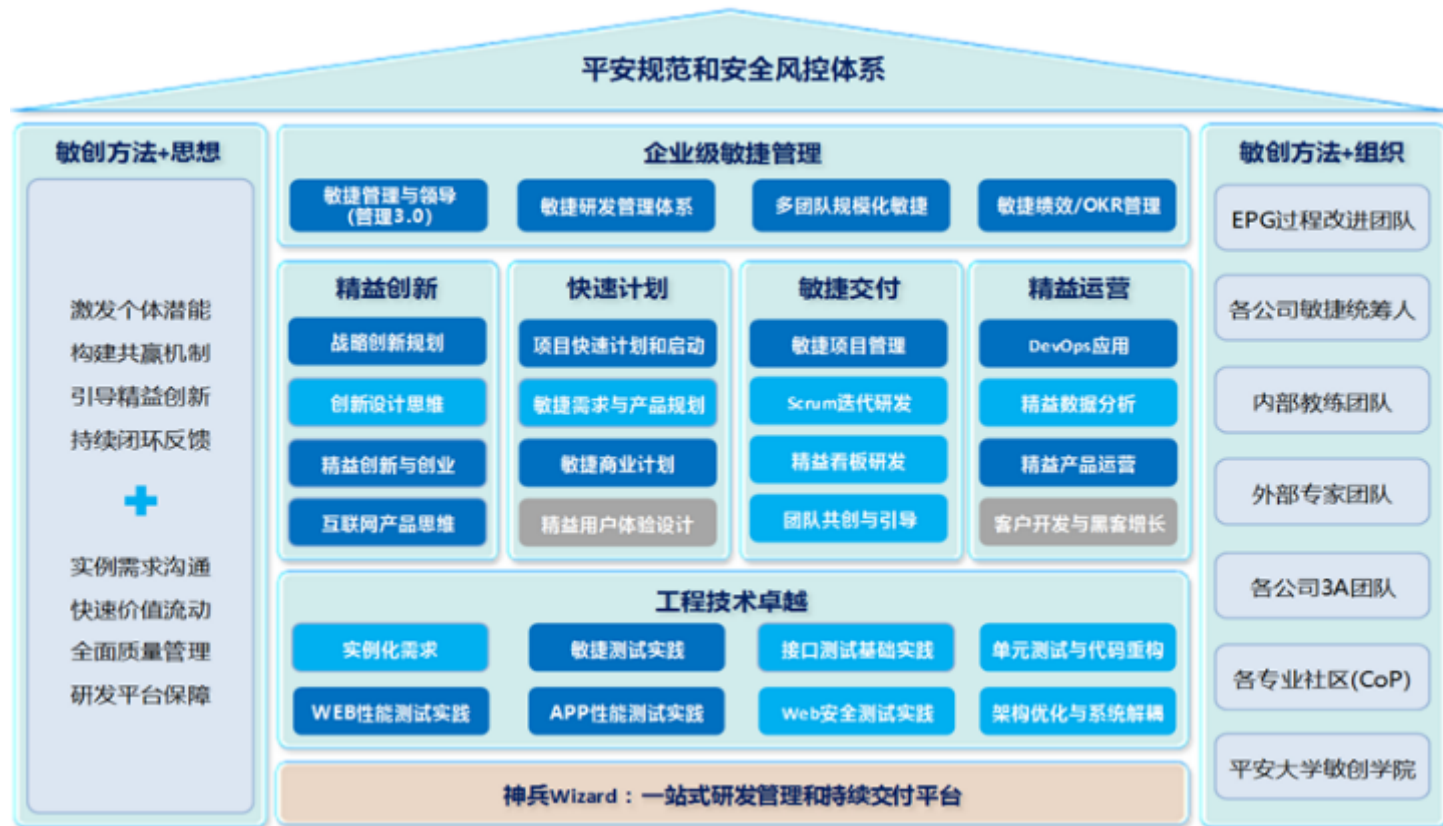 平安规范和安全风控体系
敏创方法+思想
激发个体潜能
构建共赢机制
引导精益创新
持续闭环反馈
实例需求沟通
快速价值流动
全面质量管理
研发平台保障
企业级敏捷管理
敏捷管理与领导
(管理3.0)
敏捷研发管理体系
多团队规模化敏捷
敏捷绩效/OKR管理
精益创新
战略创新规划
创新设计思维
精益创新与创业
互联网产品思维
快速计划
项目快速计划和启动
敏捷需求与产品规划
敏捷商业计划
精益用户体验设计
敏捷交付
敏捷项目管理
Scrum迭代研发
精益看板研发
团队共创与引导
精益运营
DevOps应用
精益数据分析
精益产品运营
客户开发与黑客增长
工程技术卓越
实例化需求
敏捷测试实践
接口测试基础实践
单元测试与代码重构
WEB性能测试实践
APP性能测试实践
Web安全测试实践
架构优化与系统解耦
神兵Wizard：一站式研发管理和持续交付平台
敏创方法+组织
EPG过程改进团队
各公司敏捷统筹人
内部教练团队
外部专家团队
各公司3A团队
各专业社区(CoP)
平安大学敏创学院